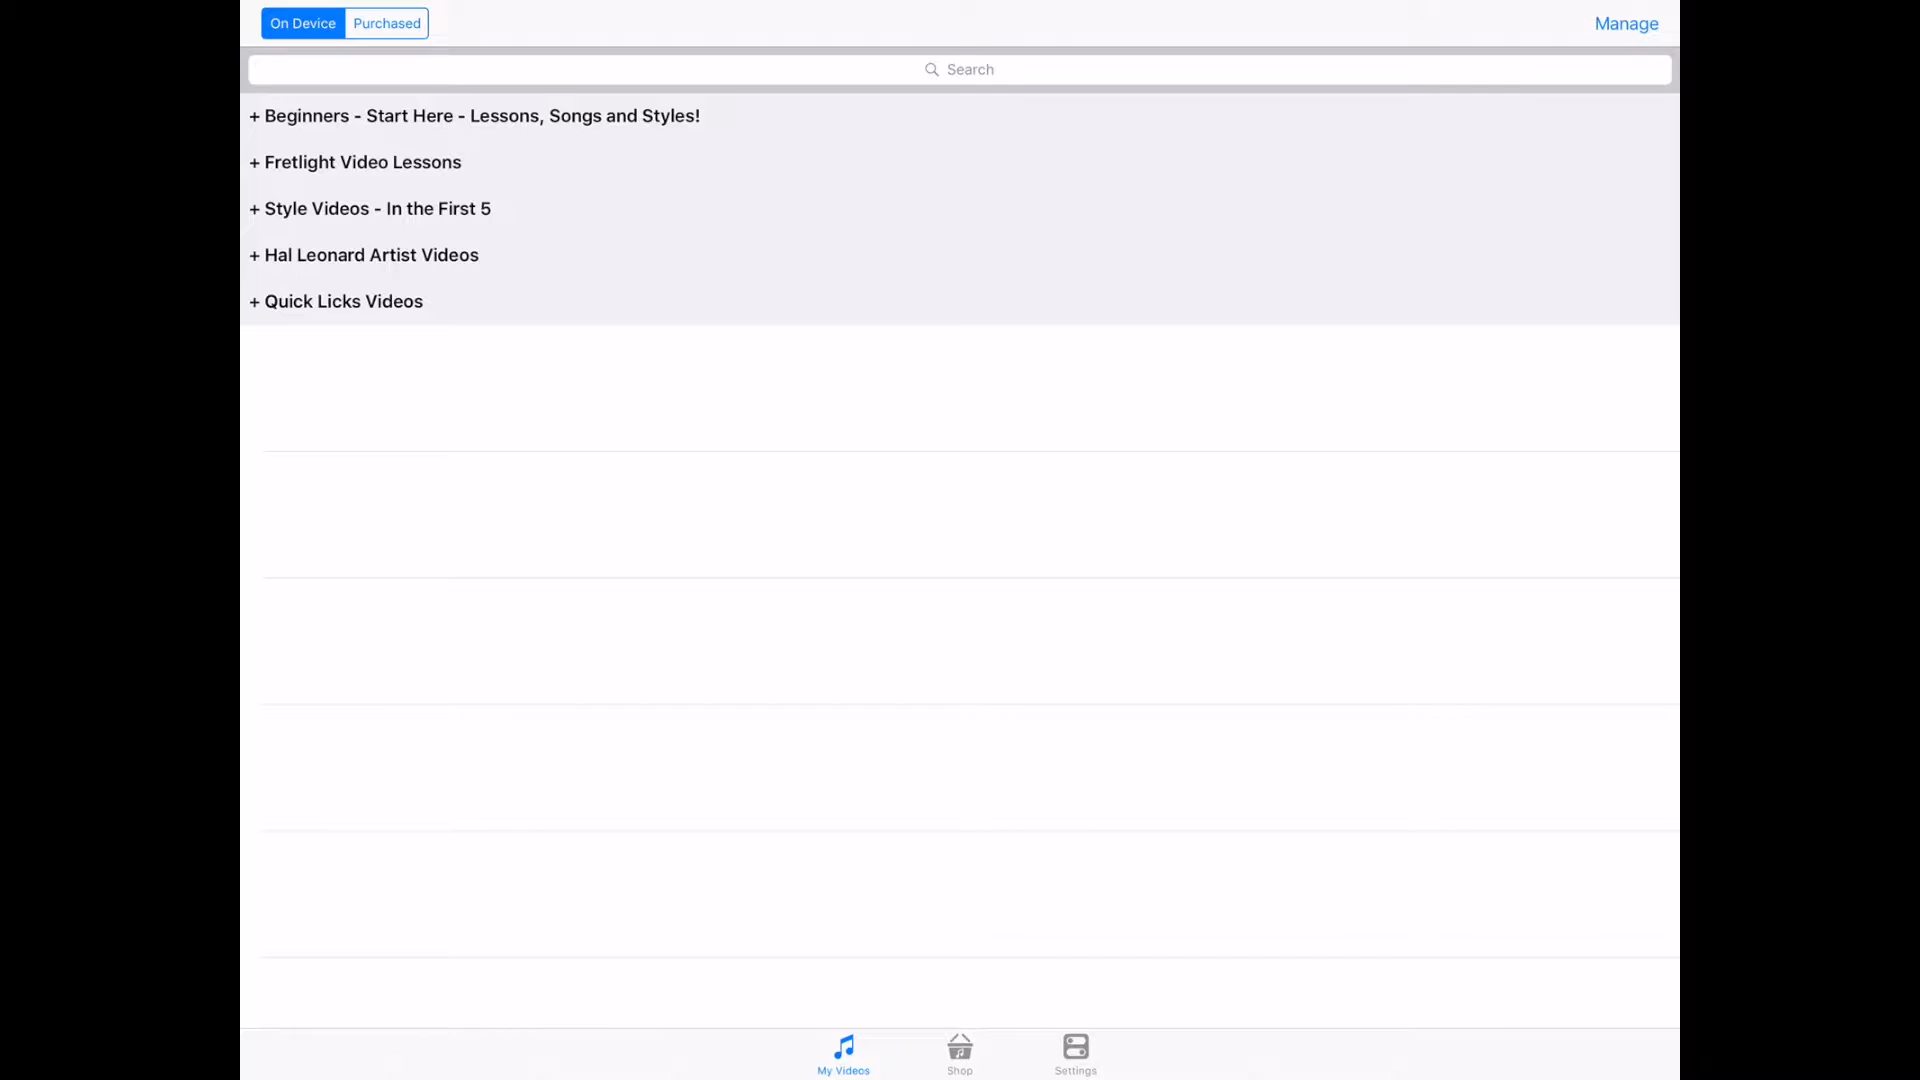 On Device Purchased Manage
Search
+ Beginners - Start Here - Lessons, Songs and Styles!
+ Fretlight Video Lessons
+ Style Videos - In the First 5
+ Hal Leonard Artist Videos
+ Quick Licks Videos
My Videos Shop Settings